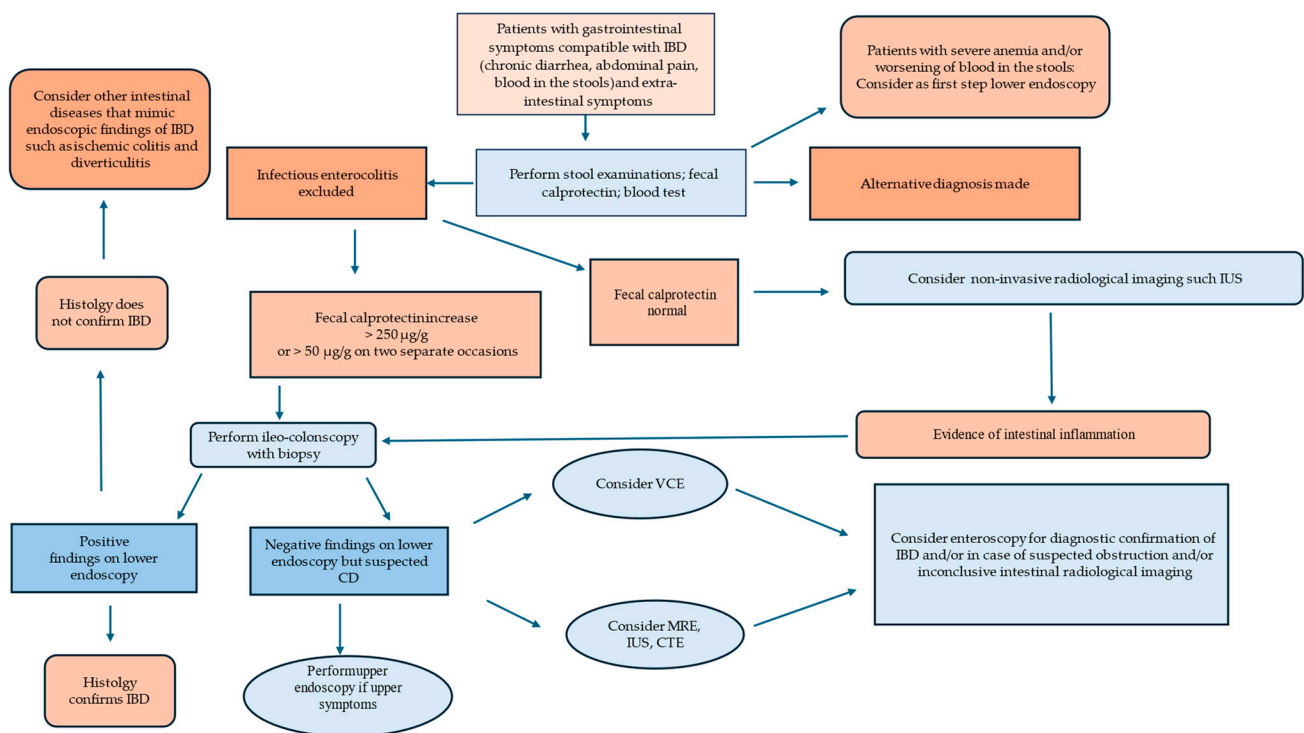 Patients with gastrointestinal
symptoms compatible with IBD
(chronic diarrhea, abdominal pain,
blood in the stools)and extra-
intestinal symptoms
Patients with severe anemia and/or
worsening of blood in the stools:
Consider as first step lower endoscopy
Consider other intestinal
diseases that mimic
endoscopic findings of IBD
such as ischemic colitis and
diverticulitis
Infectious enterocolitis
excluded
Perform stool examinations; fecal
calprotectin; blood test
Alternative diagnosis made
Histolgy does
not confirm IBD
Fecal calprotectinincrease
> 250 µg/g
or > 50 µg/g on two separate occasions
Fecal calprotectin
normal
Consider non-invasive radiological imaging such IUS
Perform ileo-colonscopy
with biopsy
Evidence of intestinal inflammation
Consider VCE
Positive
findings on lower
endoscopy
Negative findings on lower
endoscopy but suspected
CD
Consider enteroscopy for diagnostic confirmation of
IBD and/or in case of suspected obstruction and/or
inconclusive intestinal radiological imaging
Consider MRE,
IUS, CTE
Histolgy
confirms IBD
Performupper
endoscopy if upper
symptoms